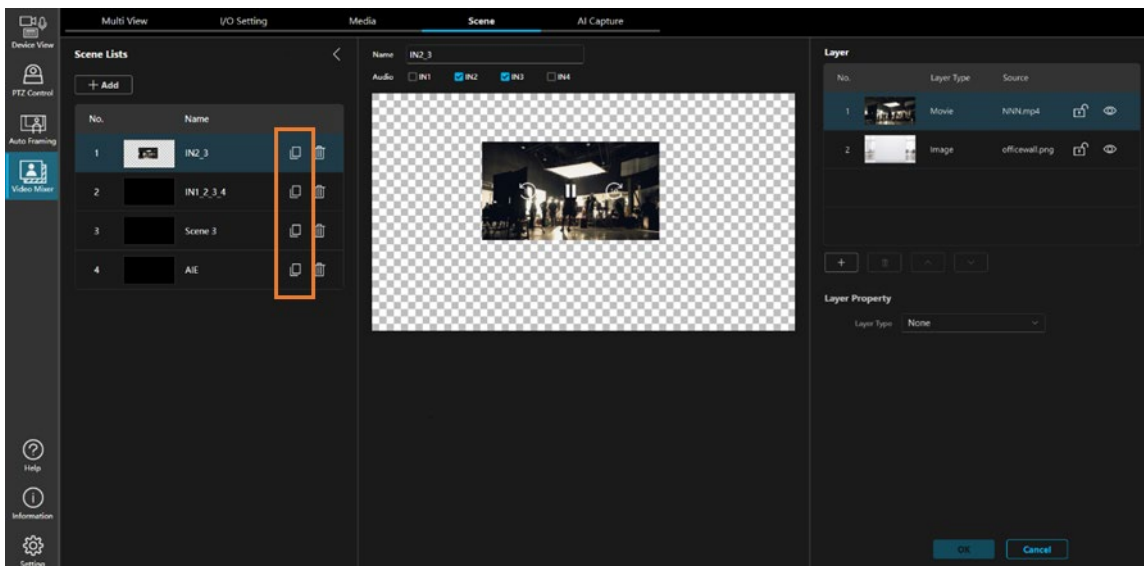 Multi View
I/O Setting
Media
Scene
AI Capture
Device View
PTZ Control
Auto Framing
Video Mixer
Help
Information
Setting
Scene Lists
+ Add
No. Name
1 IN2_3
2 IN1_2_3_4
3 Scene 3
4 AIE
Name IN2_3
Audio IN1 IN2 IN3 IN4
Layer
No. Layer Type Source
1 Movie NNN.mp4
2 Image officewall.png
Layer Property
Layer Type None
OK Cancel